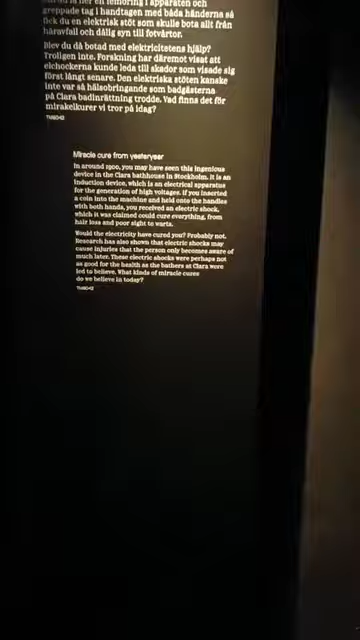 greppade tag i handtagen med båda händerna så
fick du en elektrisk stöt som skulle bota allt från
håravfall och dålig syn till fotvårtor.
Blev du då botad med elektricitetens hjälp?
Troligen inte. Forskning har däremot visat att
elchockerna kunde leda till skador som visade sig
först långt senare. Den elektriska stöten kanske
inte var så hälsobringande som badgästerna
på Clara badinrättning trodde. Vad finns det för
mirakelkurer vi tror på idag?
Miracle cure from yesteryear
In around 1900, you may have seen this ingenious
device in the Clara bathhouse in Stockholm. It is an
induction device, which is an electrical apparatus
for the generation of high voltages. If you inserted
a coin into the machine and held onto the handles
with both hands, you received an electric shock,
which it was claimed could cure everything, from
hair loss and poor sight to warts.
Would the electricity have cured you? Probably not.
Research has also shown that electric shocks may
cause injuries that the person only becomes aware of
much later. These electric shocks were perhaps not
as good for the health as the bathers at Clara were
led to believe. What kinds of miracle cures
do we believe in today?